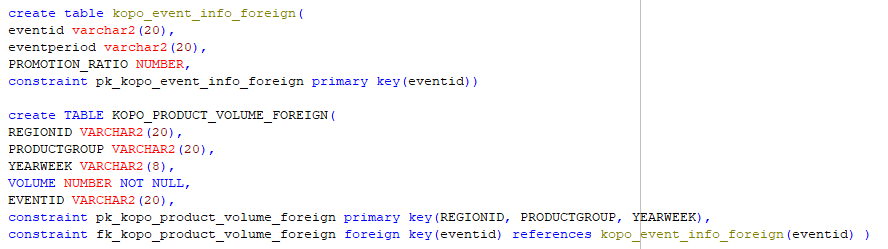 create table kopo_event_info_foreign(
eventid varchar2(20),
eventperiod varchar2(20),
PROMOTION_RATIO NUMBER,
constraint pk_kopo_event_info_foreign primary key(eventid))
create TABLE KOPO_PRODUCT_VOLUME_FOREIGN(
REGIONID VARCHAR2(20),
PRODUCTGROUP VARCHAR2(20),
YEARWEEK VARCHAR2(8),
VOLUME NUMBER NOT NULL,
EVENTID VARCHAR2(20),
constraint pk_kopo_product_volume_foreign primary key(REGIONID, PRODUCTGROUP, YEARWEEK),
constraint fk_kopo_product_volume_foreign foreign key(eventid) references kopo_event_info_foreign(eventid) )